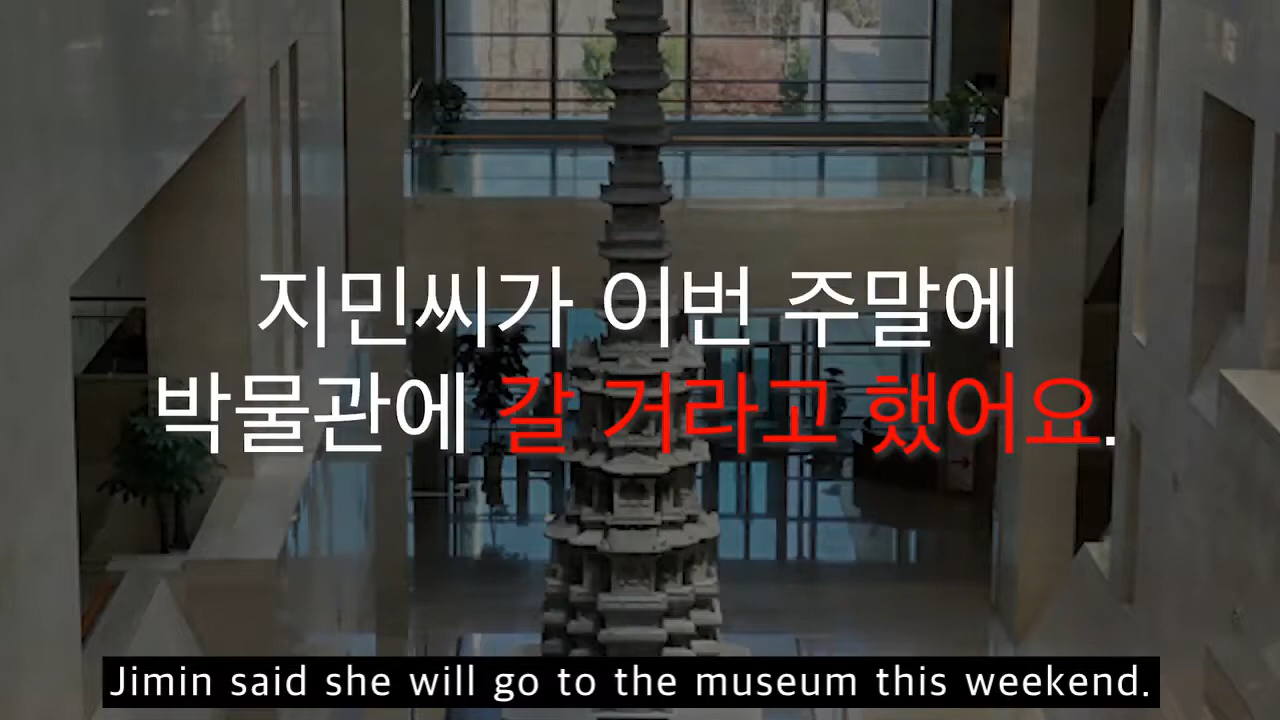 지민씨가 이번 주말에
박물관에 갈 거라고 했어요.
Jimin said she will go to the museum this weekend.